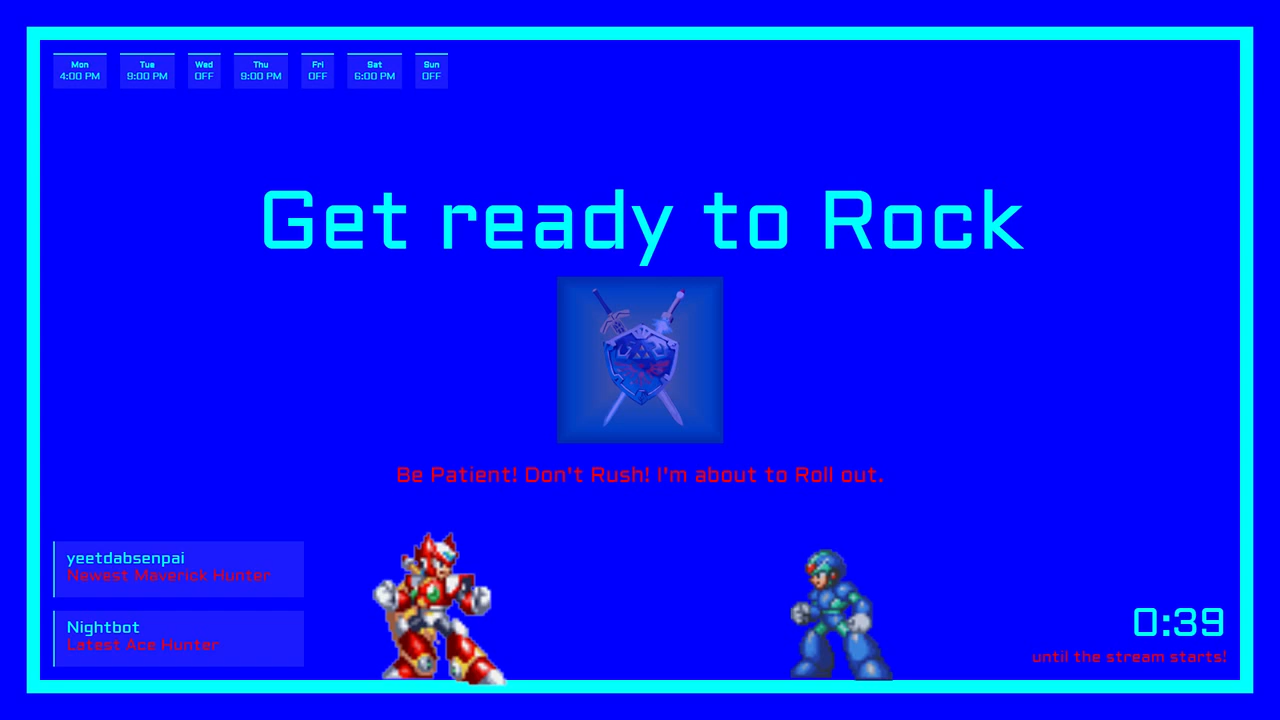 Mon
4:00 PM
Tue
9:00 PM
Wed
OFF
Thu
9:00 PM
Fri
OFF
Sat
6:00 PM
Sun
OFF
Get ready to Rock
Be Patient! Don't Rush! I'm about to Roll out.
yeetdabsenpai
Newest Maverick Hunter
Nightbot
Latest Ace Hunter
0:39
until the stream starts!